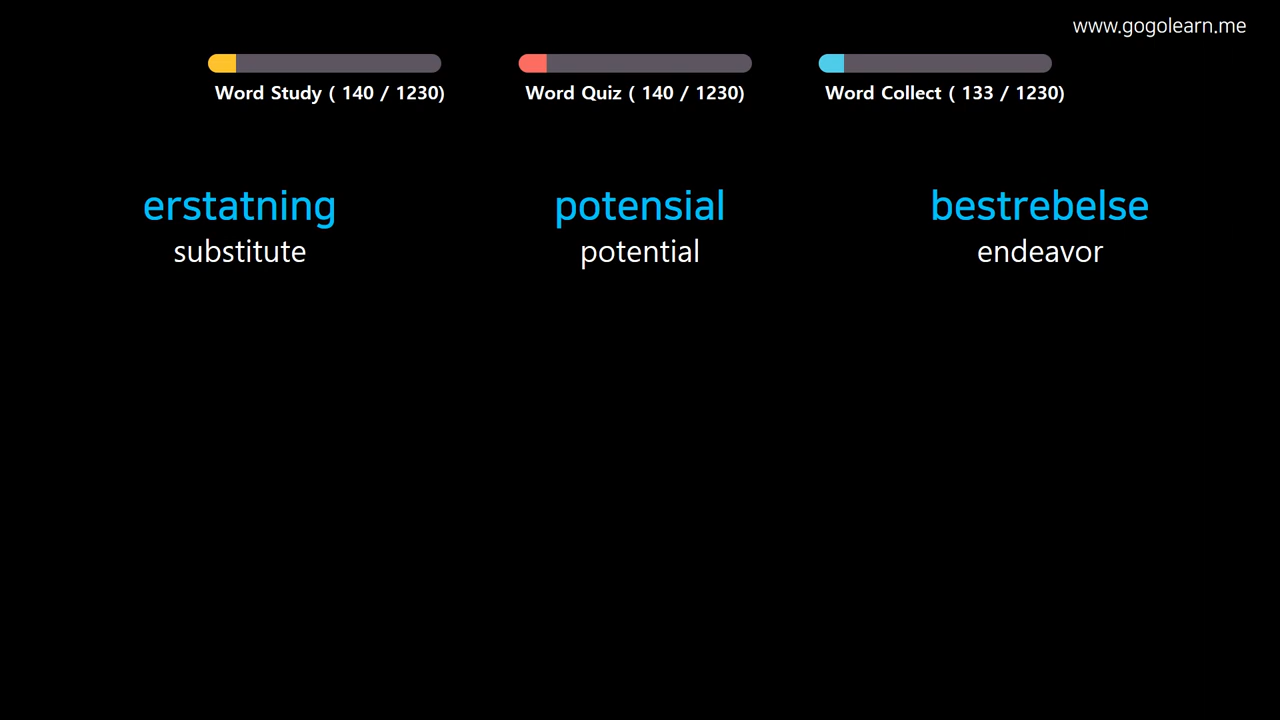 www.gogolearn.me
Word Study ( 140 / 1230)
Word Quiz ( 140 / 1230)
Word Collect ( 133 / 1230)
erstatning
substitute
potensial
potential
bestrebelse
endeavor